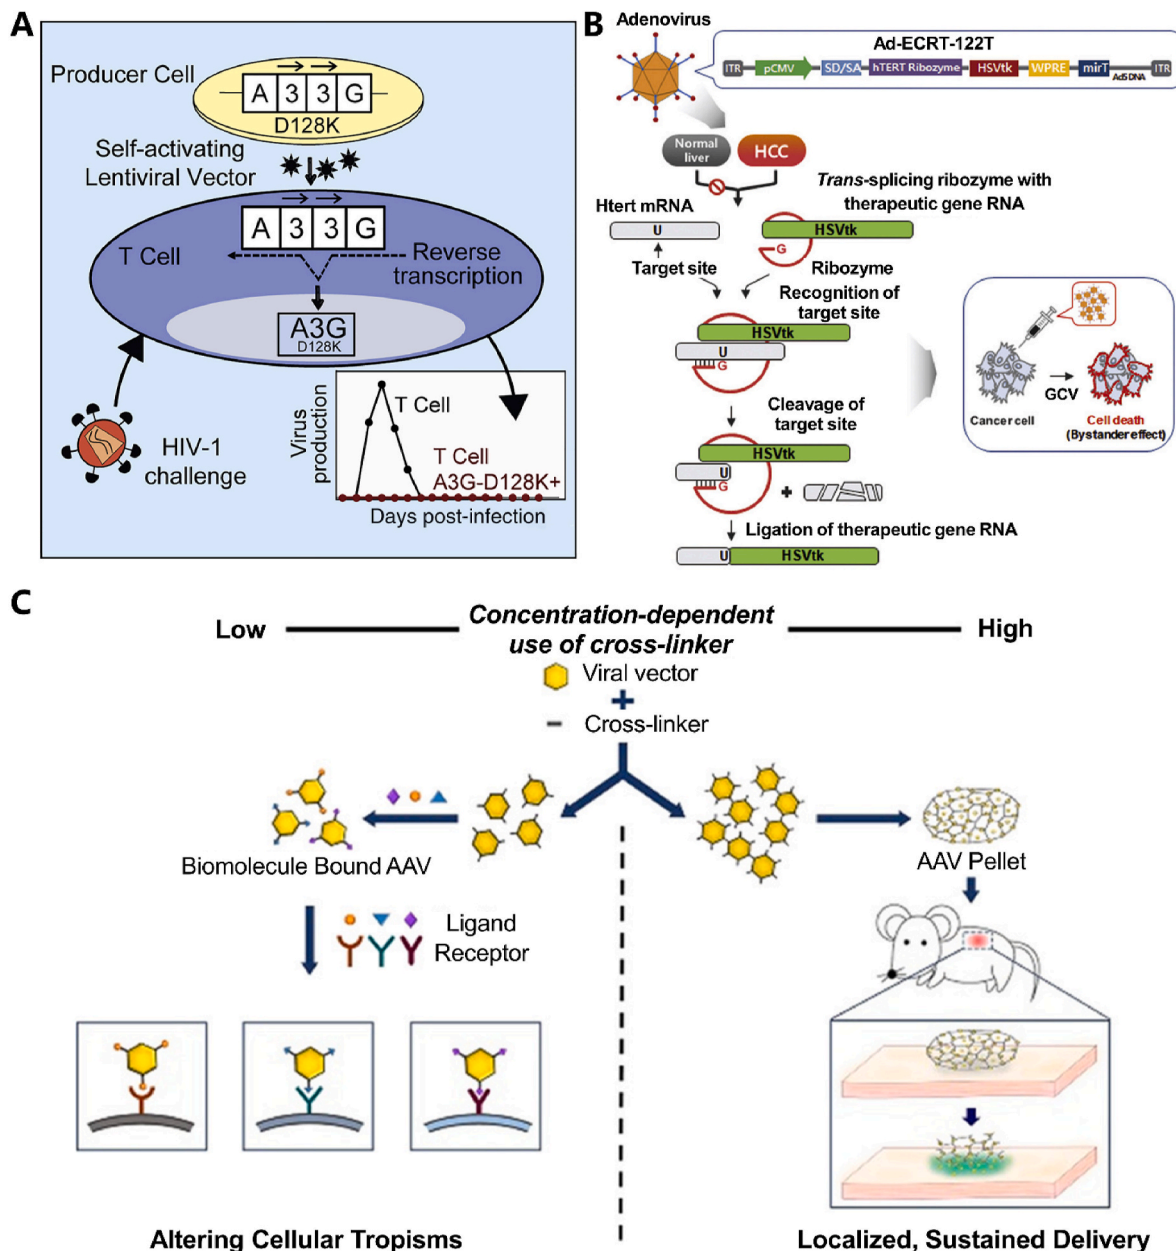 A
Producer Cell
A 3 3 G
D128K
Self-activating
Lentiviral Vector
A 3 3 G
T Cell
Reverse
transcription
A3G
D128K
HIV-1
challenge
Virus
production
T Cell
T Cell
A3G-D128K+
Days post-infection
B
Adenovirus
Ad-ECRT-122T
ITR pCMV SD/SA hTERT Ribozyme HSVtk WPRE mirT Ad5DNA ITR
Normal
liver
HCC
Trans-splicing ribozyme with
therapeutic gene RNA
Htert mRNA
U
HSVtk
G
Target site
Ribozyme
Recognition of
target site
HSVtk
U
G
Cleavage of
target site
HSVtk
U
G
+
Ligation of therapeutic gene RNA
U HSVtk
Cancer cell
GCV
Cell death
(Bystander effect)
C
Low
Concentration-dependent
use of cross-linker
High
Viral vector
+
Cross-linker
Biomolecule Bound AAV
AAV Pellet
Ligand
Receptor
Altering Cellular Tropisms
Localized, Sustained Delivery